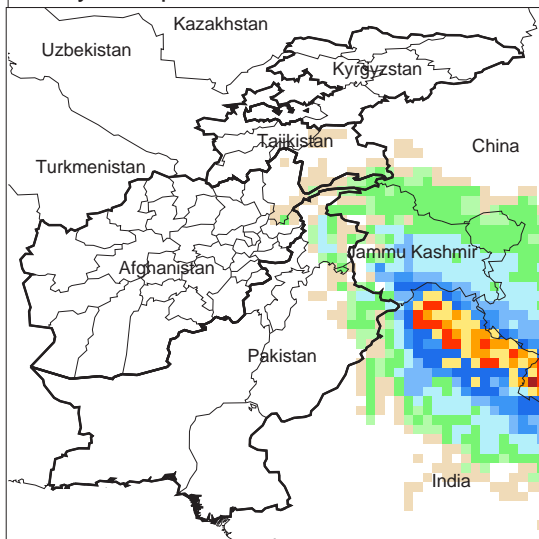 Kazakhstan
Uzbekistan
Kyrgyzstan
Tajikistan
China
Turkmenistan
Jammu Kashmir
Afghanistan
Pakistan
India